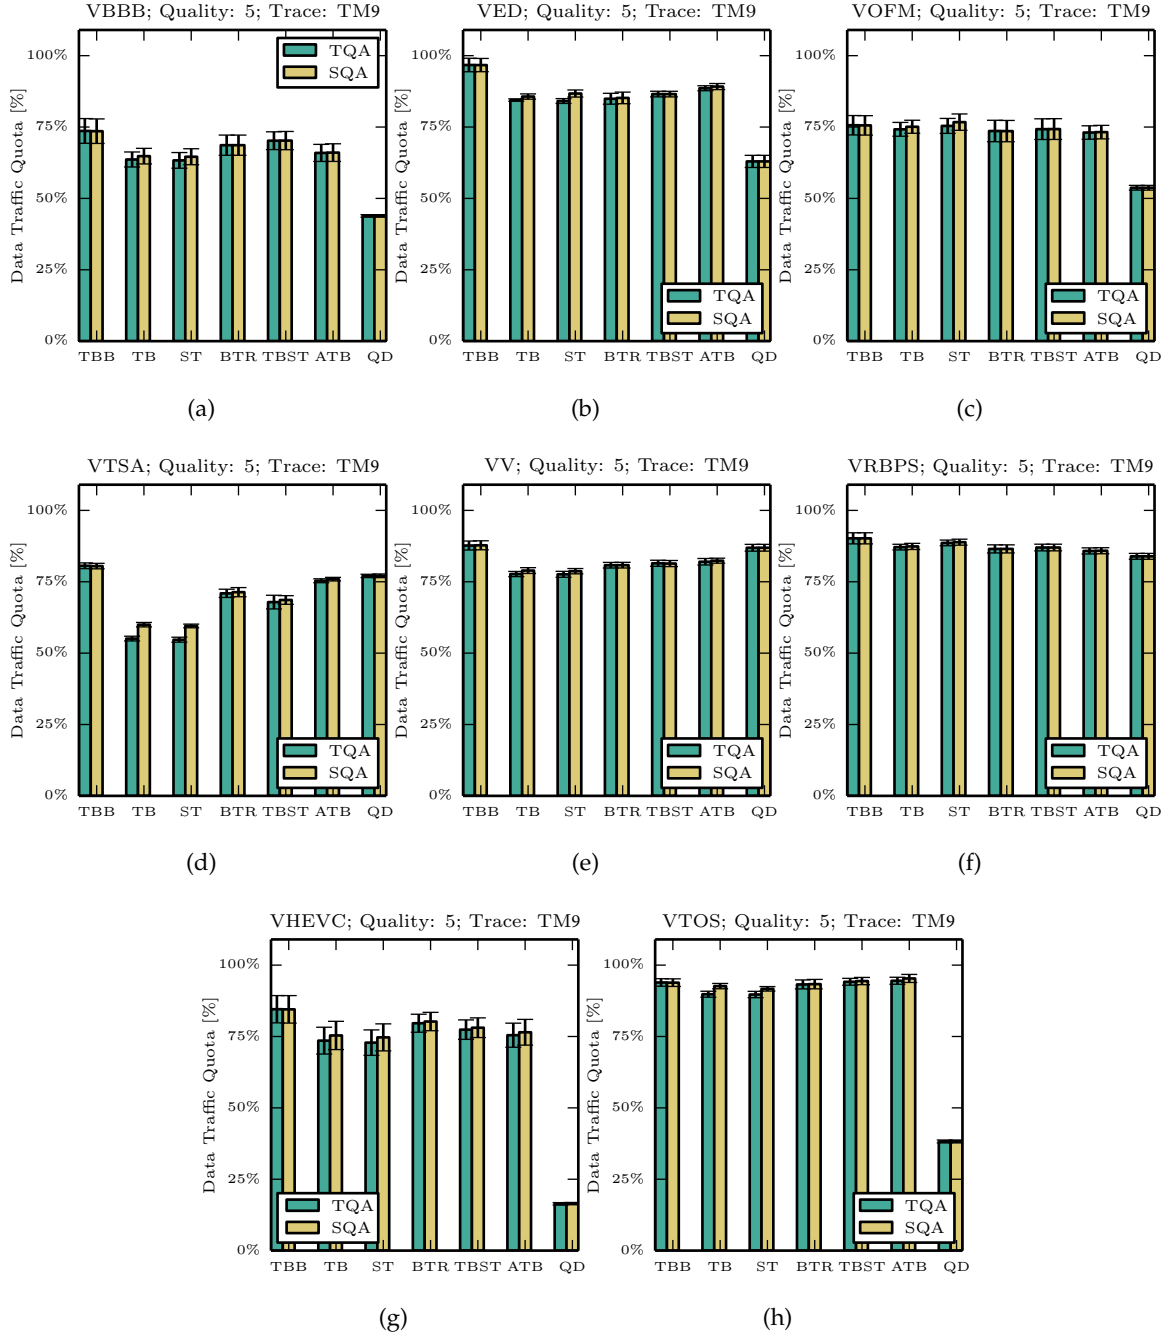 VBBB; Quality: 5; Trace: TM9
Data Traffic Quota [%]
100%
75%
50%
25%
0%
TQA
SQA
TBB TB ST BTR TBST ATB QD
(a)
VED; Quality: 5; Trace: TM9
Data Traffic Quota [%]
100%
75%
50%
25%
0%
TQA
SQA
TBB TB ST BTR TBST ATB QD
(b)
VOFM; Quality: 5; Trace: TM9
Data Traffic Quota [%]
100%
75%
50%
25%
0%
TQA
SQA
TBB TB ST BTR TBST ATB QD
(c)
VTSA; Quality: 5; Trace: TM9
Data Traffic Quota [%]
100%
75%
50%
25%
0%
TQA
SQA
TBB TB ST BTR TBST ATB QD
(d)
VV; Quality: 5; Trace: TM9
Data Traffic Quota [%]
100%
75%
50%
25%
0%
TQA
SQA
TBB TB ST BTR TBST ATB QD
(e)
VRBPS; Quality: 5; Trace: TM9
Data Traffic Quota [%]
100%
75%
50%
25%
0%
TQA
SQA
TBB TB ST BTR TBST ATB QD
(f)
VHEVC; Quality: 5; Trace: TM9
Data Traffic Quota [%]
100%
75%
50%
25%
0%
TQA
SQA
TBB TB ST BTR TBST ATB QD
(g)
VTOS; Quality: 5; Trace: TM9
Data Traffic Quota [%]
100%
75%
50%
25%
0%
TQA
SQA
TBB TB ST BTR TBST ATB QD
(h)